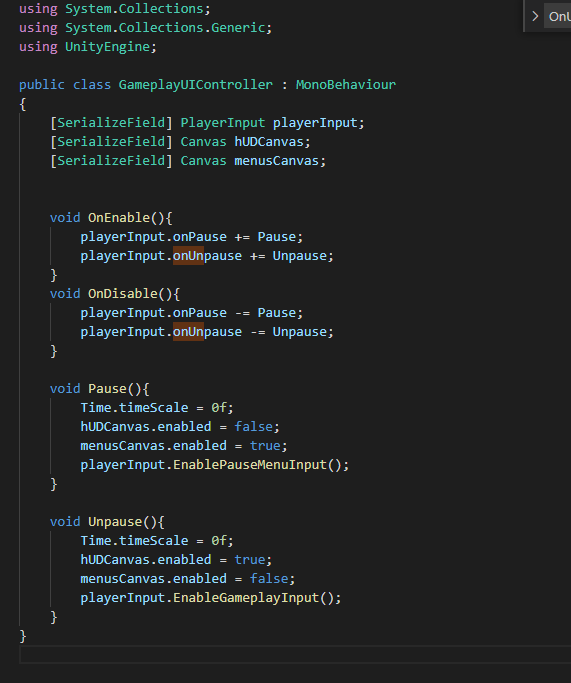 using System.Collections;
using System.Collections.Generic;
using UnityEngine;
public class GameplayUIController : MonoBehaviour
{
[SerializeField] PlayerInput playerInput;
[SerializeField] Canvas hUDCanvas;
[SerializeField] Canvas menusCanvas;
void OnEnable(){
playerInput.onPause += Pause;
playerInput.onUnpause += Unpause;
}
void OnDisable(){
playerInput.onPause -= Pause;
playerInput.onUnpause -= Unpause;
}
void Pause(){
Time.timeScale = 0f;
hUDCanvas.enabled = false;
menusCanvas.enabled = true;
playerInput.EnablePauseMenuInput();
}
void Unpause(){
Time.timeScale = 0f;
hUDCanvas.enabled = true;
menusCanvas.enabled = false;
playerInput.EnableGameplayInput();
}
}